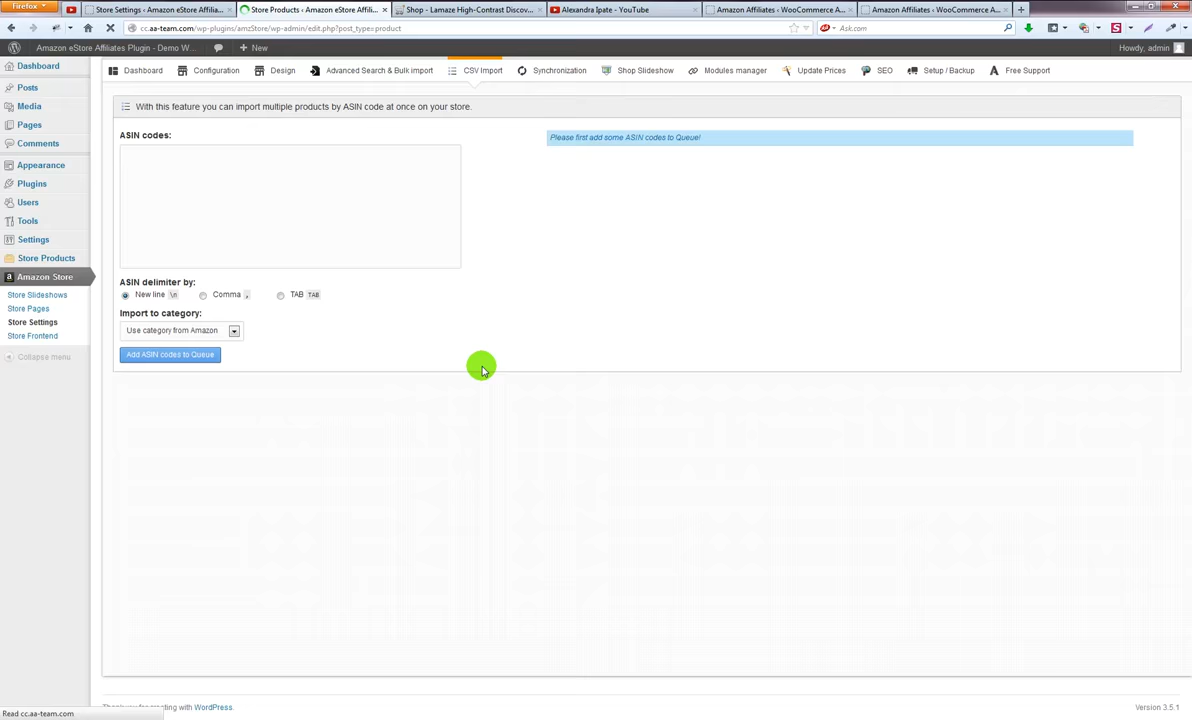 Firefox
Store Settings ‹ Amazon eStore Affilia...
Store Products ‹ Amazon eStore Affil...
Shop - Lamaze High-Contrast Discov...
Alexandra Ipate - YouTube
Amazon Affiliates ‹ WooCommerce A...
Amazon Affiliates ‹ WooCommerce A...
cc.aa-team.com/wp-plugins/amzStore/wp-admin/edit.php?post_type=product
Ask.com
Amazon eStore Affiliates Plugin - Demo W...
+ New
Howdy, admin
Dashboard
Posts
Media
Pages
Comments
Appearance
Plugins
Users
Tools
Settings
Store Products
Amazon Store
Store Slideshows
Store Pages
Store Settings
Store Frontend
Collapse menu
Dashboard
Configuration
Design
Advanced Search & Bulk import
CSV Import
Synchronization
Shop Slideshow
Modules manager
Update Prices
SEO
Setup / Backup
Free Support
With this feature you can import multiple products by ASIN code at once on your store.
ASIN codes:
Please first add some ASIN codes to Queue!
ASIN delimiter by:
New line \n
Comma ,
TAB TAB
Import to category:
Use category from Amazon
Add ASIN codes to Queue
WordPress.
Version 3.5.1
Read cc.aa-team.com